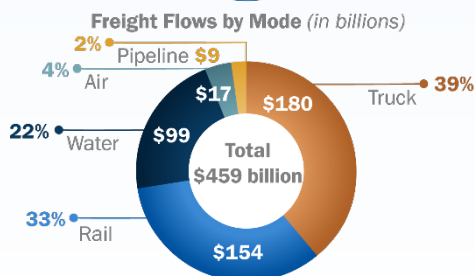 Freight Flows by Mode (in billions)
2%
Pipeline $9
4%
Air
$17
$180
39%
Truck
22%
Water
$99
Total
$459 billion
33%
Rail
$154